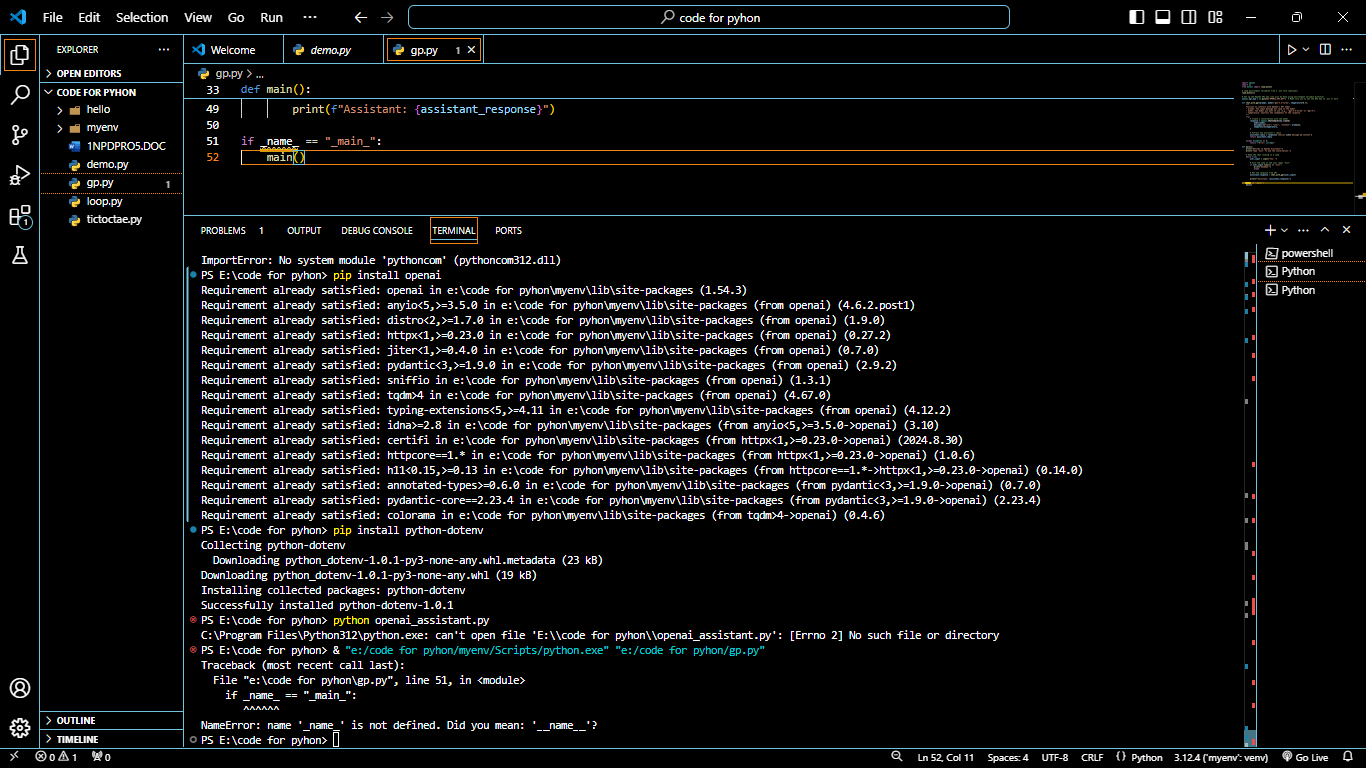 File Edit Selection View Go Run ··· code for pyhon
EXPLORER ···
Welcome demo.py gp.py 1
OPEN EDITORS
CODE FOR PYHON
hello
myenv
1NPDPRO5.DOC
demo.py
gp.py 1
loop.py
tictoctae.py
OUTLINE
TIMELINE
gp.py > ...
33 def main():
49 print(f"Assistant: {assistant_response}")
50
51 if _name_ == "_main_":
52 main()
PROBLEMS 1 OUTPUT DEBUG CONSOLE TERMINAL PORTS
powershell
Python
Python
ImportError: No system module 'pythoncom' (pythoncom312.dll)
PS E:\code for pyhon> pip install openai
Requirement already satisfied: openai in e:\code for pyhon\myenv\lib\site-packages (1.54.3)
Requirement already satisfied: anyio<5,>=3.5.0 in e:\code for pyhon\myenv\lib\site-packages (from openai) (4.6.2.post1)
Requirement already satisfied: distro<2,>=1.7.0 in e:\code for pyhon\myenv\lib\site-packages (from openai) (1.9.0)
Requirement already satisfied: httpx<1,>=0.23.0 in e:\code for pyhon\myenv\lib\site-packages (from openai) (0.27.2)
Requirement already satisfied: jiter<1,>=0.4.0 in e:\code for pyhon\myenv\lib\site-packages (from openai) (0.7.0)
Requirement already satisfied: pydantic<3,>=1.9.0 in e:\code for pyhon\myenv\lib\site-packages (from openai) (2.9.2)
Requirement already satisfied: sniffio in e:\code for pyhon\myenv\lib\site-packages (from openai) (1.3.1)
Requirement already satisfied: tqdm>4 in e:\code for pyhon\myenv\lib\site-packages (from openai) (4.67.0)
Requirement already satisfied: typing-extensions<5,>=4.11 in e:\code for pyhon\myenv\lib\site-packages (from openai) (4.12.2)
Requirement already satisfied: idna>=2.8 in e:\code for pyhon\myenv\lib\site-packages (from anyio<5,>=3.5.0->openai) (3.10)
Requirement already satisfied: certifi in e:\code for pyhon\myenv\lib\site-packages (from httpx<1,>=0.23.0->openai) (2024.8.30)
Requirement already satisfied: httpcore==1.* in e:\code for pyhon\myenv\lib\site-packages (from httpx<1,>=0.23.0->openai) (1.0.6)
Requirement already satisfied: h11<0.15,>=0.13 in e:\code for pyhon\myenv\lib\site-packages (from httpcore==1.*->httpx<1,>=0.23.0->openai) (0.14.0)
Requirement already satisfied: annotated-types>=0.6.0 in e:\code for pyhon\myenv\lib\site-packages (from pydantic<3,>=1.9.0->openai) (0.7.0)
Requirement already satisfied: pydantic-core==2.23.4 in e:\code for pyhon\myenv\lib\site-packages (from pydantic<3,>=1.9.0->openai) (2.23.4)
Requirement already satisfied: colorama in e:\code for pyhon\myenv\lib\site-packages (from tqdm>4->openai) (0.4.6)
PS E:\code for pyhon> pip install python-dotenv
Collecting python-dotenv
Downloading python_dotenv-1.0.1-py3-none-any.whl.metadata (23 kB)
Downloading python_dotenv-1.0.1-py3-none-any.whl (19 kB)
Installing collected packages: python-dotenv
Successfully installed python-dotenv-1.0.1
PS E:\code for pyhon> python openai_assistant.py
C:\Program Files\Python312\python.exe: can't open file 'E:\\code for pyhon\\openai_assistant.py': [Errno 2] No such file or directory
PS E:\code for pyhon> & "e:/code for pyhon/myenv/Scripts/python.exe" "e:/code for pyhon/gp.py"
Traceback (most recent call last):
File "e:\code for pyhon\gp.py", line 51, in <module>
if _name_ == "_main_":
^^^^^^
NameError: name '_name_' is not defined. Did you mean: '__name__'?
PS E:\code for pyhon>
0 1 0 Ln 52, Col 11 Spaces: 4 UTF-8 CRLF {} Python 3.12.4 ('myenv': venv) Go Live